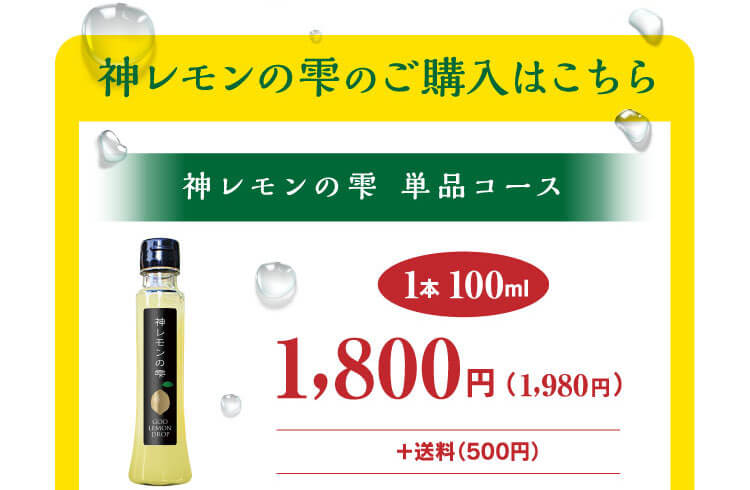 神レモンの雫のご購入はこちら
神レモンの雫 単品コース
1本 100ml
1,800円(1,980円)
+送料(500円)
神レモンの雫
GOD
LEMON
DROP